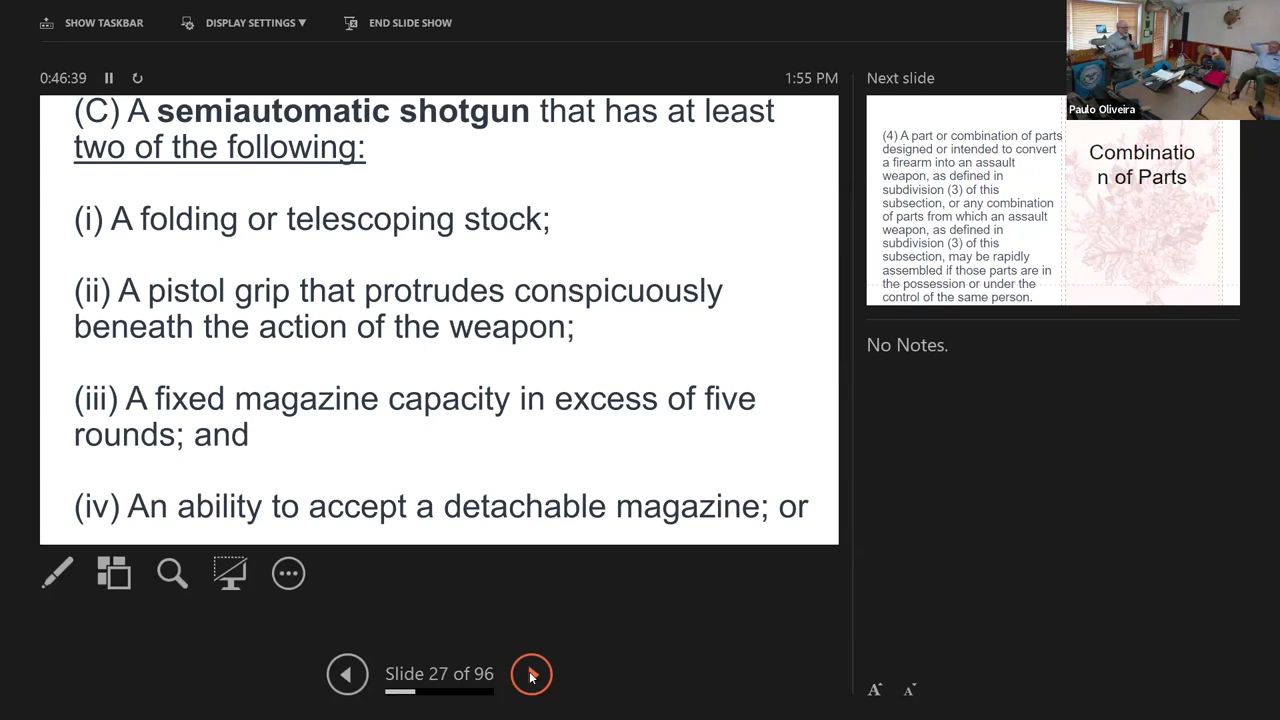 SHOW TASKBAR
DISPLAY SETTINGS ▼
END SLIDE SHOW
0:46:39
1:55 PM
(C) A semiautomatic shotgun that has at least
two of the following:
(i) A folding or telescoping stock;
(ii) A pistol grip that protrudes conspicuously
beneath the action of the weapon;
(iii) A fixed magazine capacity in excess of five
rounds; and
(iv) An ability to accept a detachable magazine; or
Slide 27 of 96
Next slide
Paulo Oliveira
(4) A part or combination of parts
designed or intended to convert
a firearm into an assault
weapon, as defined in
subdivision (3) of this
subsection, or any combination
of parts from which an assault
weapon, as defined in
subdivision (3) of this
subsection, may be rapidly
assembled if those parts are in
the possession or under the
control of the same person.
Combinatio
n of Parts
No Notes.
A A